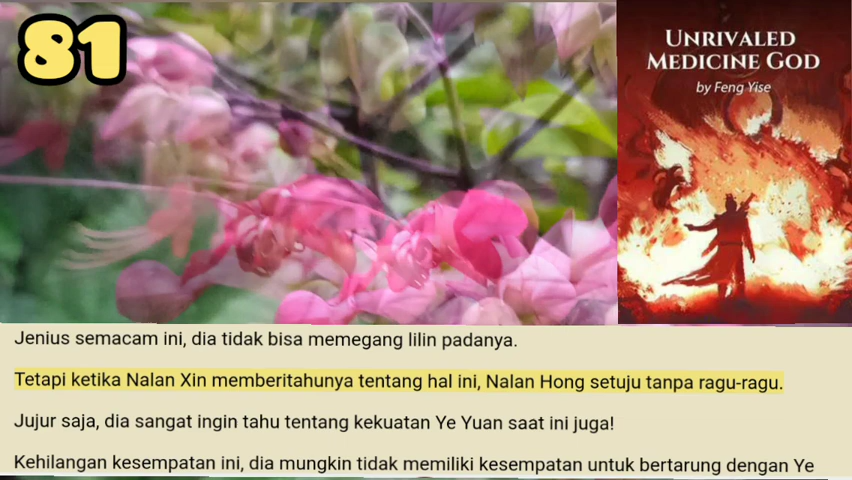 81
UNRIVALED
MEDICINE GOD
by Feng Yise
Jenius semacam ini, dia tidak bisa memegang lilin padanya.
Tetapi ketika Nalan Xin memberitahunya tentang hal ini, Nalan Hong setuju tanpa ragu-ragu.
Jujur saja, dia sangat ingin tahu tentang kekuatan Ye Yuan saat ini juga!
Kehilangan kesempatan ini, dia mungkin tidak memiliki kesempatan untuk bertarung dengan Ye